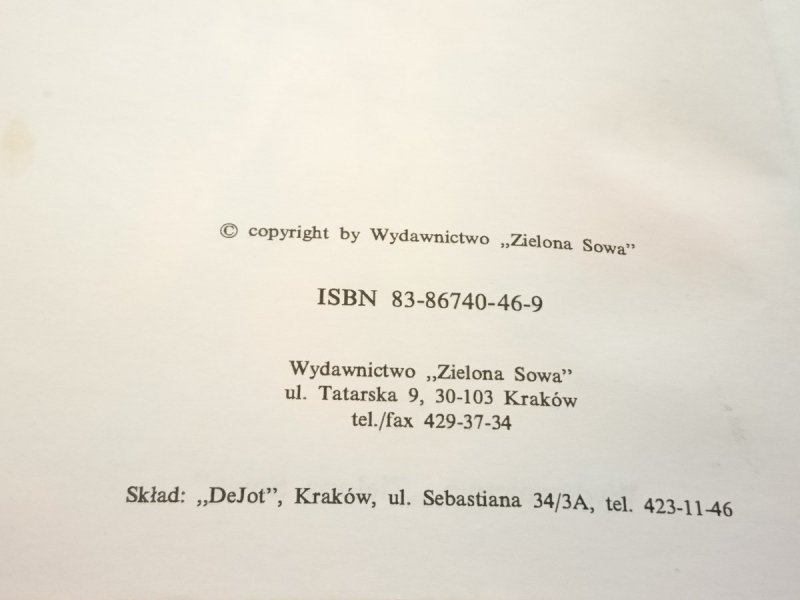 © copyright by Wydawnictwo „Zielona Sowa”
ISBN 83-86740-46-9
Wydawnictwo „Zielona Sowa”
ul. Tatarska 9, 30-103 Kraków
tel./fax 429-37-34
Skład: „DeJot”, Kraków, ul. Sebastiana 34/3A, tel. 423-11-46